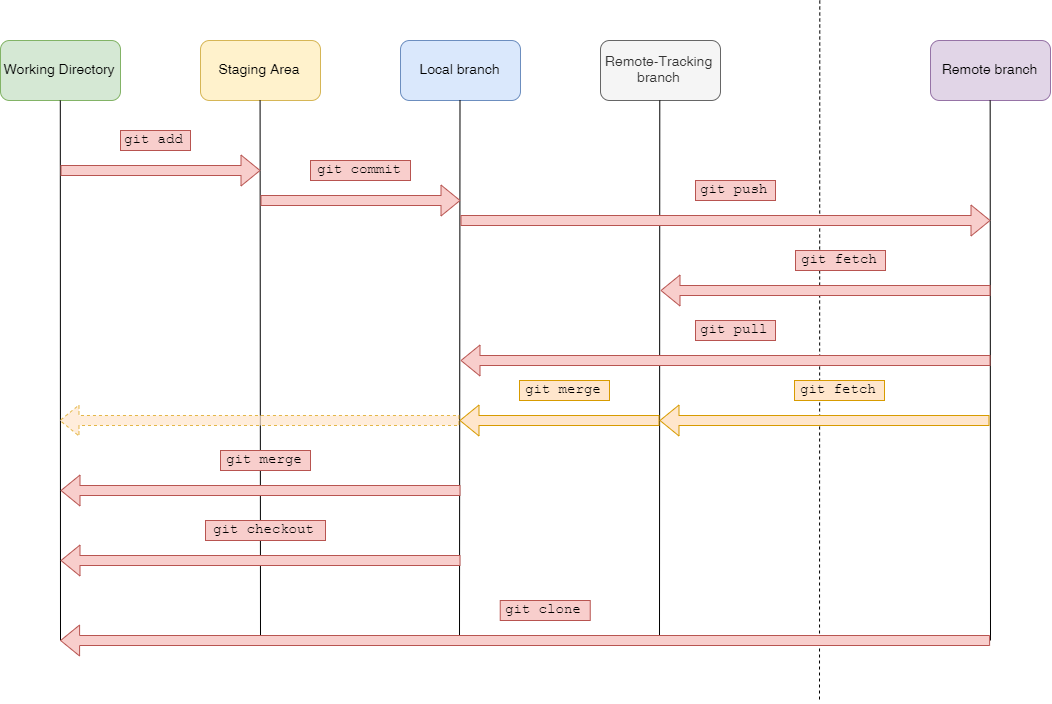 Working Directory
Staging Area
Local branch
Remote-Tracking
branch
Remote branch
git add
git commit
git push
git fetch
git pull
git merge
git fetch
git merge
git checkout
git clone